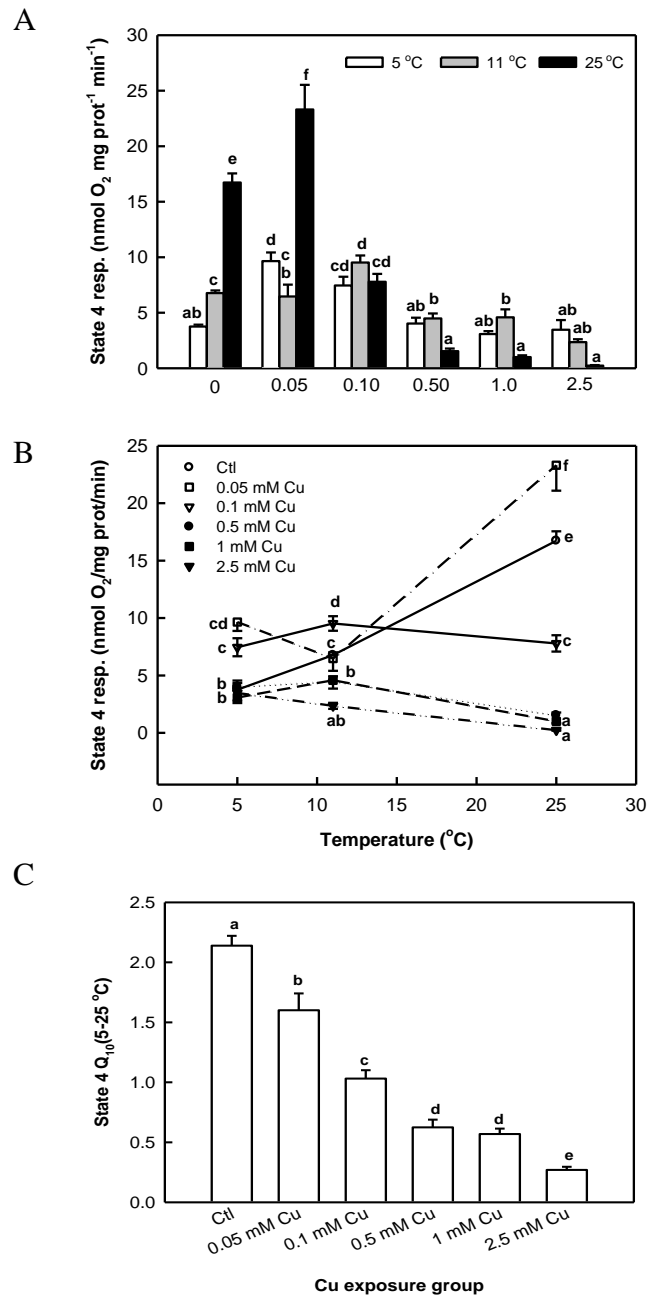 A
State 4 resp. (nmol O2 mg prot-1 min-1)
30
25
20
15
10
5
0
5 oC
11 oC
25 oC
ab
c
e
d
c
b
f
cd
d
cd
ab
b
a
ab
b
a
ab
ab
a
0
0.05
0.10
0.50
1.0
2.5
B
State 4 resp. (nmol O2/mg prot/min)
25
20
15
10
5
0
Ctl
0.05 mM Cu
0.1 mM Cu
0.5 mM Cu
1 mM Cu
2.5 mM Cu
f
e
cd
d
c
c
c
b
b
b
ab
a
a
0
5
10
15
20
25
30
Temperature (oC)
C
State 4 Q10(5-25 oC)
2.5
2.0
1.5
1.0
0.5
0.0
a
b
c
d
d
e
Ctl
0.05 mM Cu
0.1 mM Cu
0.5 mM Cu
1 mM Cu
2.5 mM Cu
Cu exposure group